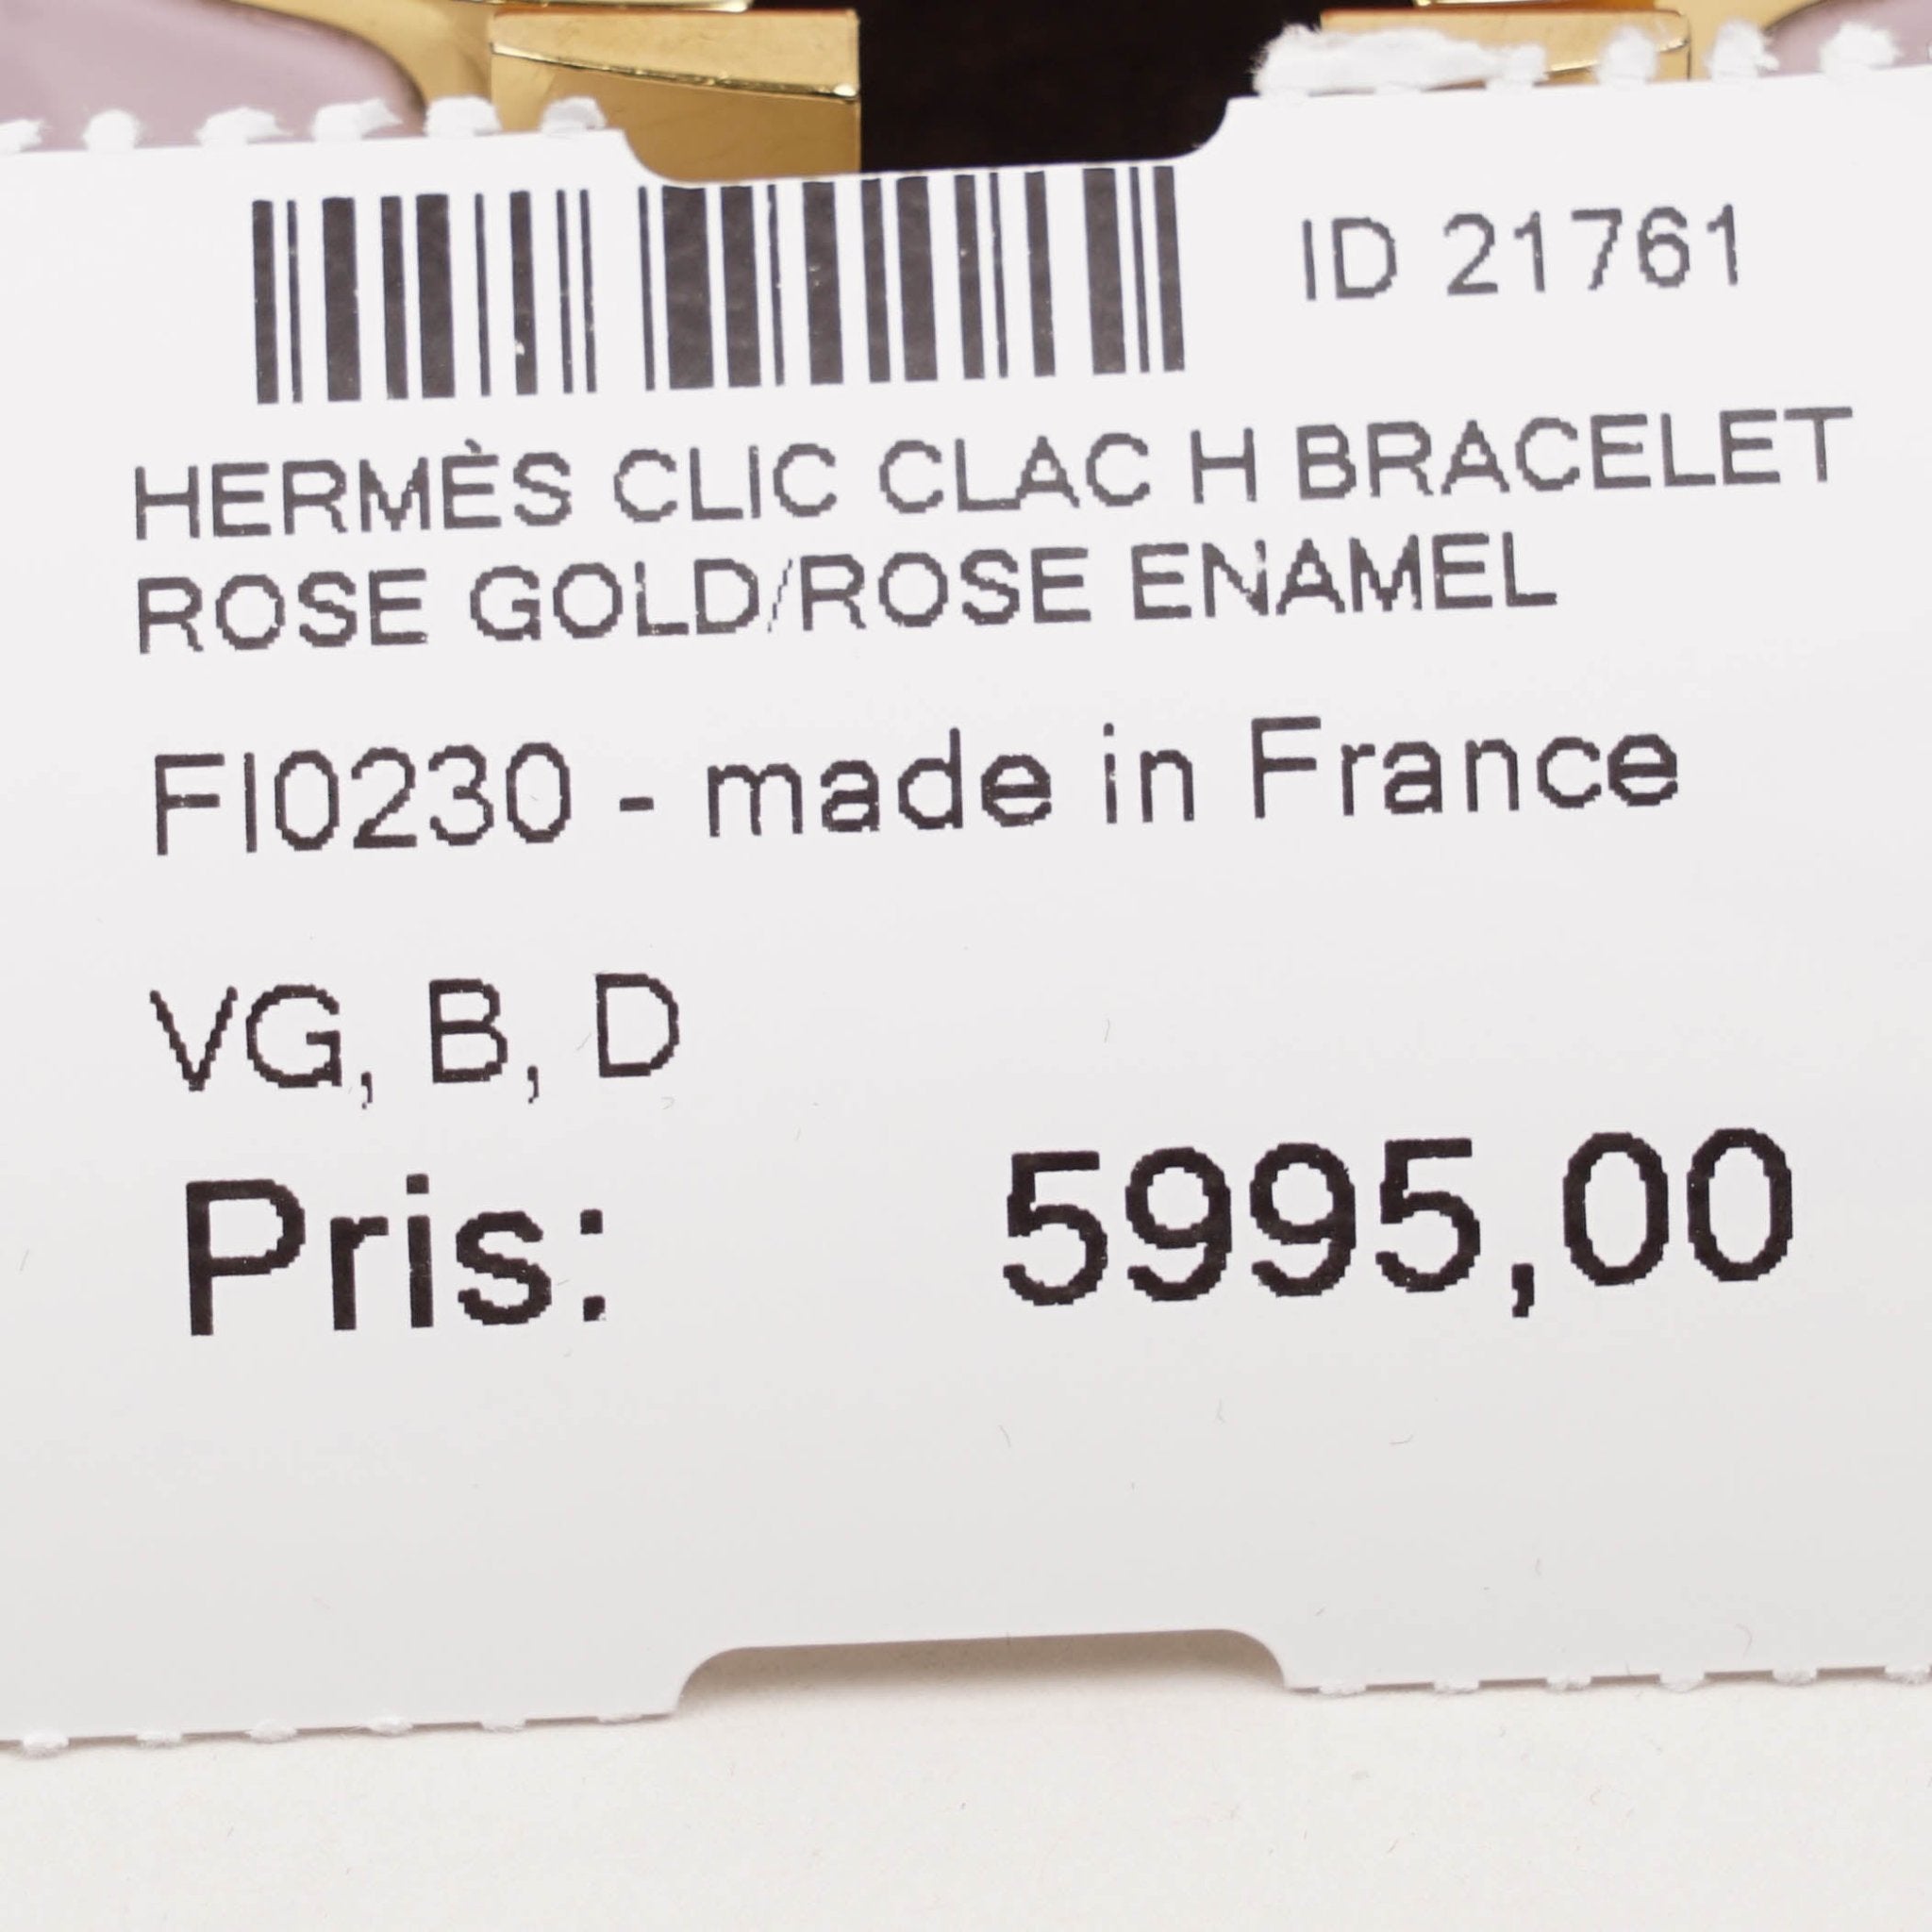 ID 21761
HERMÈS CLIC CLAC H BRACELET
ROSE GOLD/ROSE ENAMEL
FI0230 - made in France
VG, B, D
Pris: 5995,00